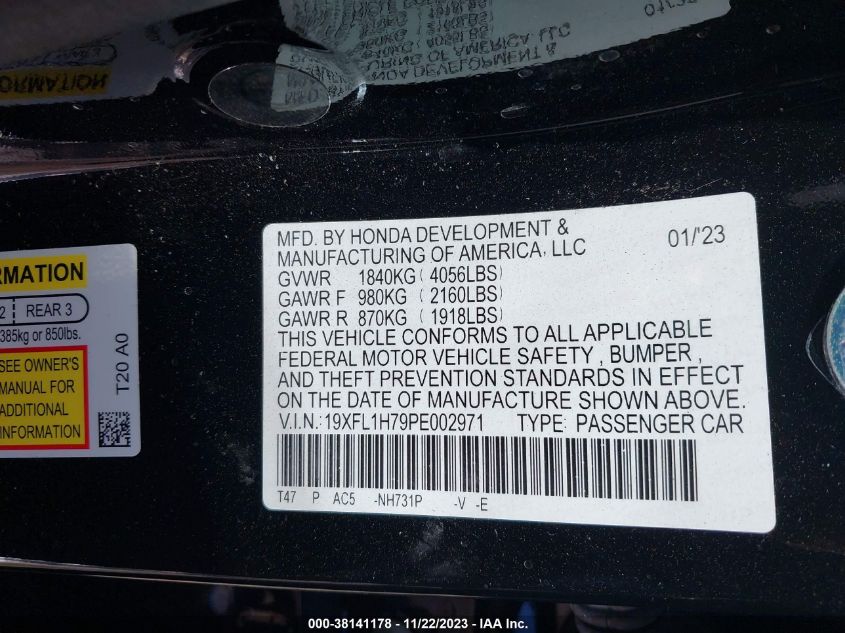 RMATION
2 REAR 3
385kg or 850lbs.
SEE OWNER'S
MANUAL FOR
ADDITIONAL
INFORMATION
T20 A0
MFD. BY HONDA DEVELOPMENT &
MANUFACTURING OF AMERICA, LLC
01/'23
GVWR 1840KG ( 4056LBS)
GAWR F 980KG ( 2160LBS)
GAWR R 870KG ( 1918LBS)
THIS VEHICLE CONFORMS TO ALL APPLICABLE
FEDERAL MOTOR VEHICLE SAFETY , BUMPER ,
AND THEFT PREVENTION STANDARDS IN EFFECT
ON THE DATE OF MANUFACTURE SHOWN ABOVE.
V.I.N.: 19XFL1H79PE002971 TYPE: PASSENGER CAR
T47 P AC5 -NH731P -V -E
000-38141178 - 11/22/2023 - IAA Inc.